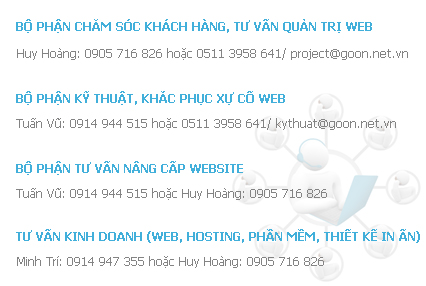 BỘ PHẬN CHĂM SÓC KHÁCH HÀNG, TƯ VẤN QUẢN TRỊ WEB
Huy Hoàng: 0905 716 826 hoặc 0511 3958 641/ project@goon.net.vn
BỘ PHẬN KỸ THUẬT, KHẮC PHỤC XỰ CỐ WEB
Tuấn Vũ: 0914 944 515 hoặc 0511 3958 641/ kythuat@goon.net.vn
BỘ PHẬN TƯ VẤN NÂNG CẤP WEBSITE
Tuấn Vũ: 0914 944 515 hoặc Huy Hoàng: 0905 716 826
TƯ VẤN KINH DOANH (WEB, HOSTING, PHẦN MỀM, THIẾT KẾ IN ẤN)
Minh Trí: 0914 947 355 hoặc Huy Hoàng: 0905 716 826